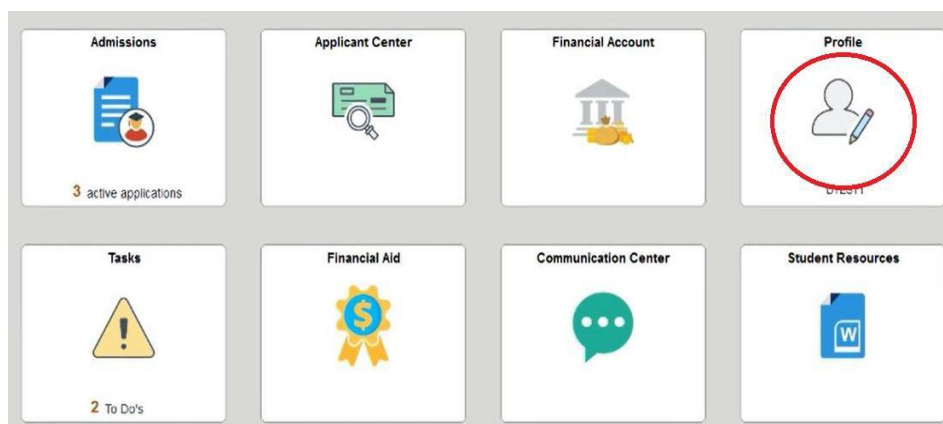 Admissions
Applicant Center
Financial Account
Profile
3 active applications
Tasks
Financial Aid
Communication Center
Student Resources
W
2 To Do's